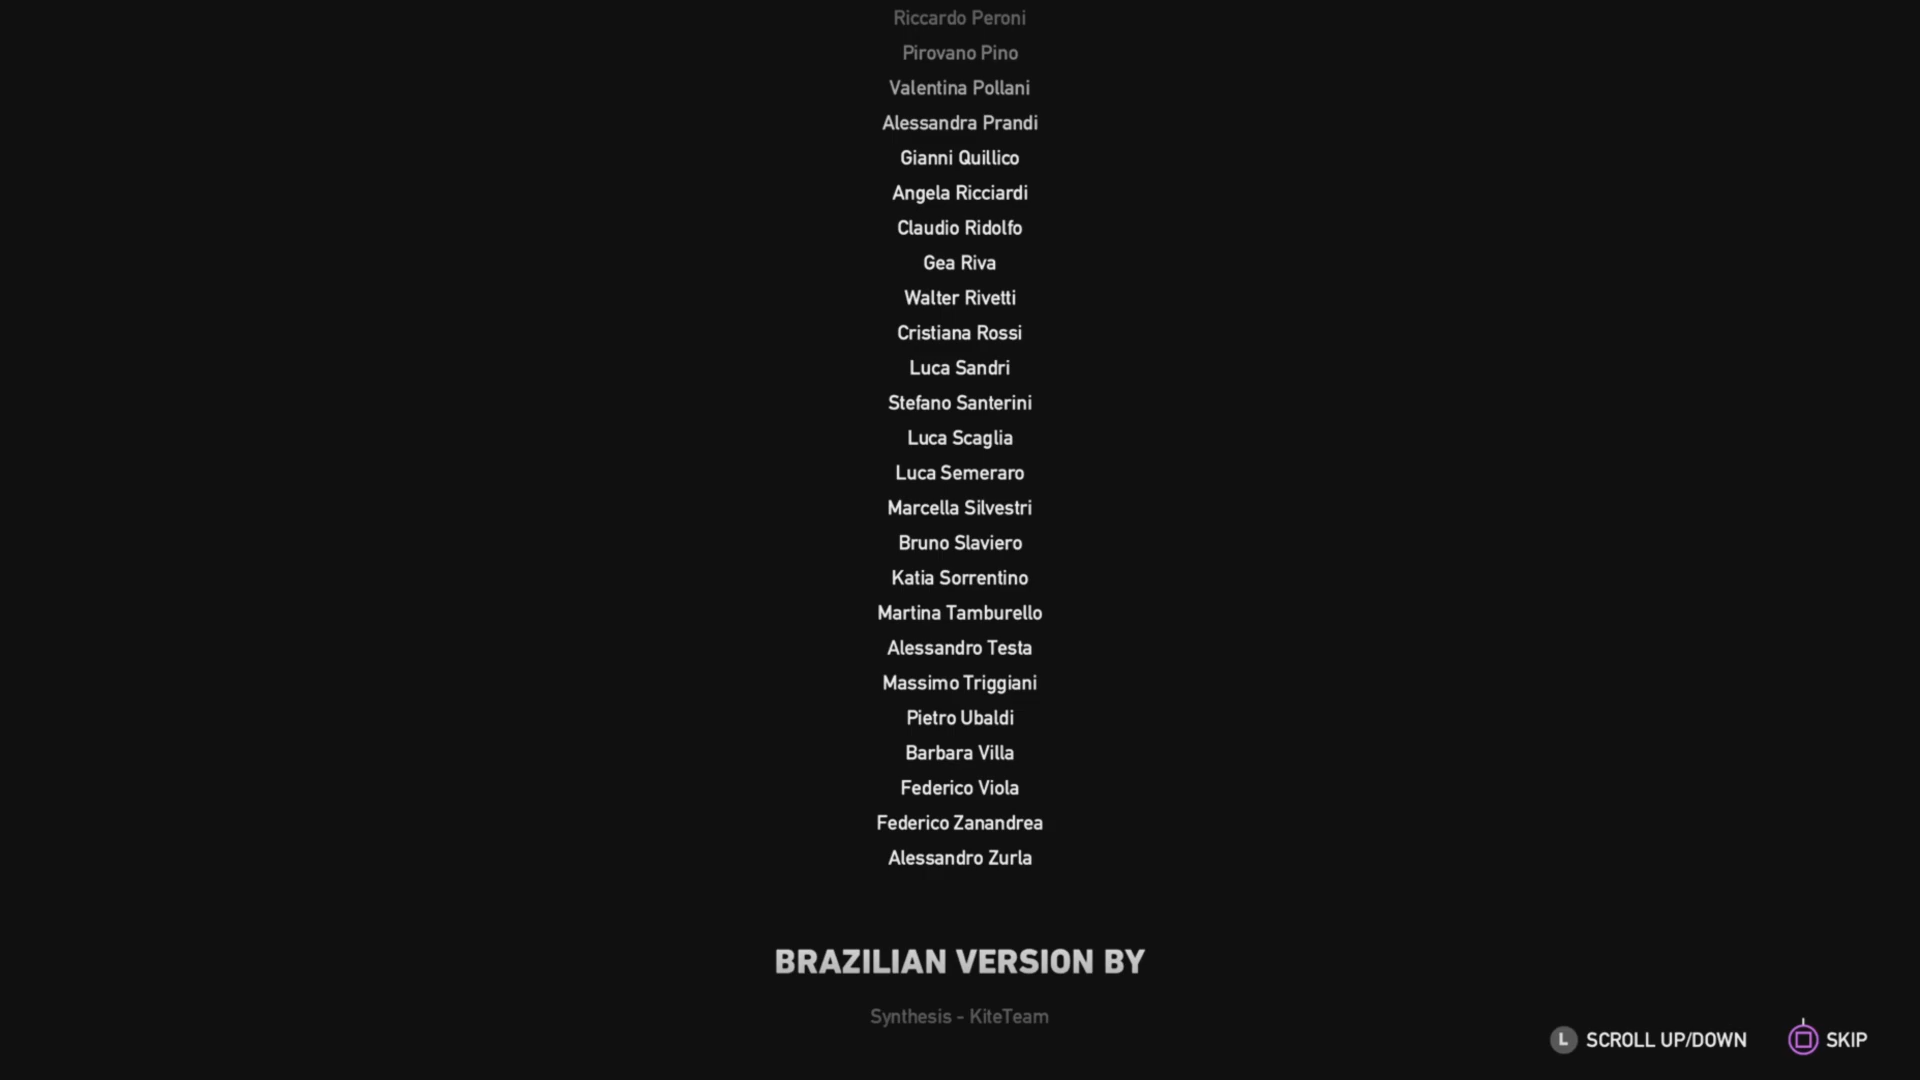 Riccardo Peroni
Pirovano Pino
Valentina Pollani
Alessandra Prandi
Gianni Quillico
Angela Ricciardi
Claudio Ridolfo
Gea Riva
Walter Rivetti
Cristiana Rossi
Luca Sandri
Stefano Santerini
Luca Scaglia
Luca Semeraro
Marcella Silvestri
Bruno Slaviero
Katia Sorrentino
Martina Tamburello
Alessandro Testa
Massimo Triggiani
Pietro Ubaldi
Barbara Villa
Federico Viola
Federico Zanandrea
Alessandro Zurla
BRAZILIAN VERSION BY
Synthesis - KiteTeam
L SCROLL UP/DOWN SKIP